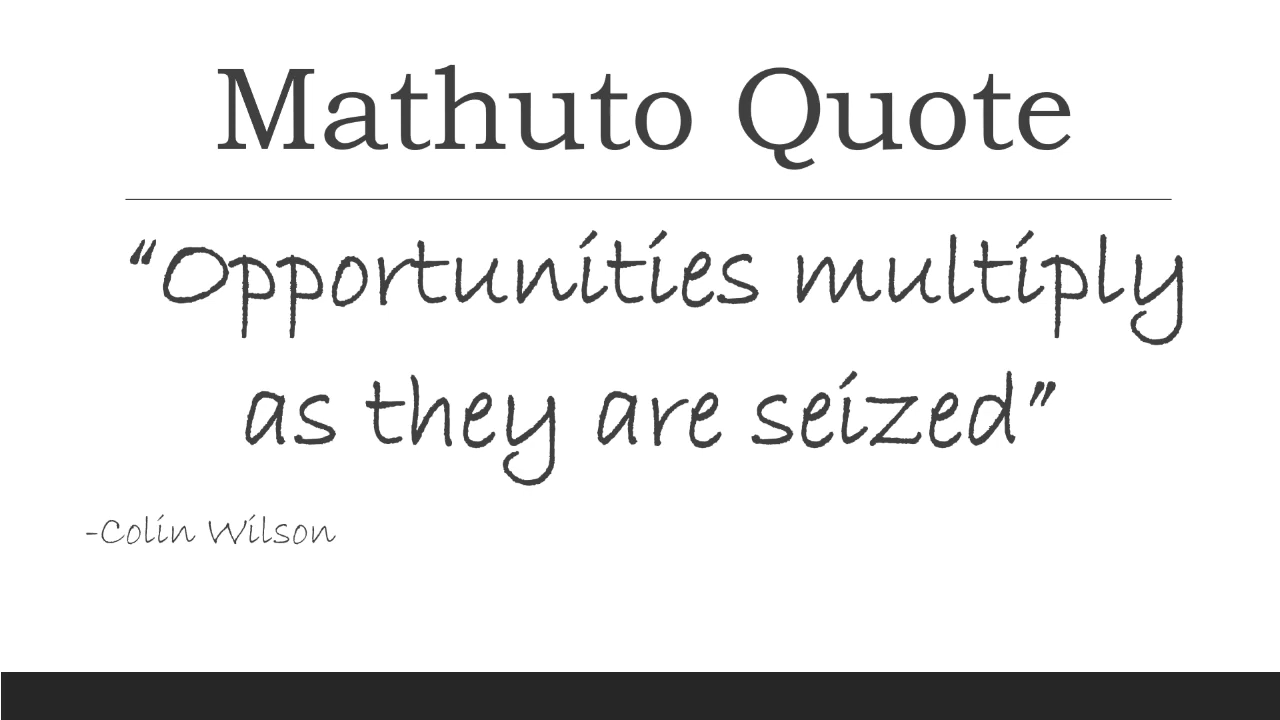 Mathuto Quote
“Opportunities multiply
as they are seized”
-Colin Wilson